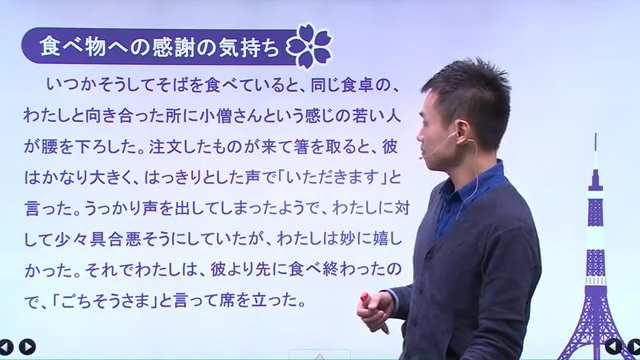 食べ物への感謝の気持ち
いつかそうしてそばを食べていると、同じ食卓の、
わたしと向き合った所に小僧さんという感じの若い人
が腰を下ろした。注文したものが来て箸を取ると、彼
はかなり大きく、はっきりとした声で「いただきます」と
言った。うっかり声を出してしまったようで、わたしに対
して少々具合悪そうにしていたが、わたしは妙に嬉し
かった。それでわたしは、彼より先に食べ終わったの
で、「ごちそうさま」と言って席を立った。